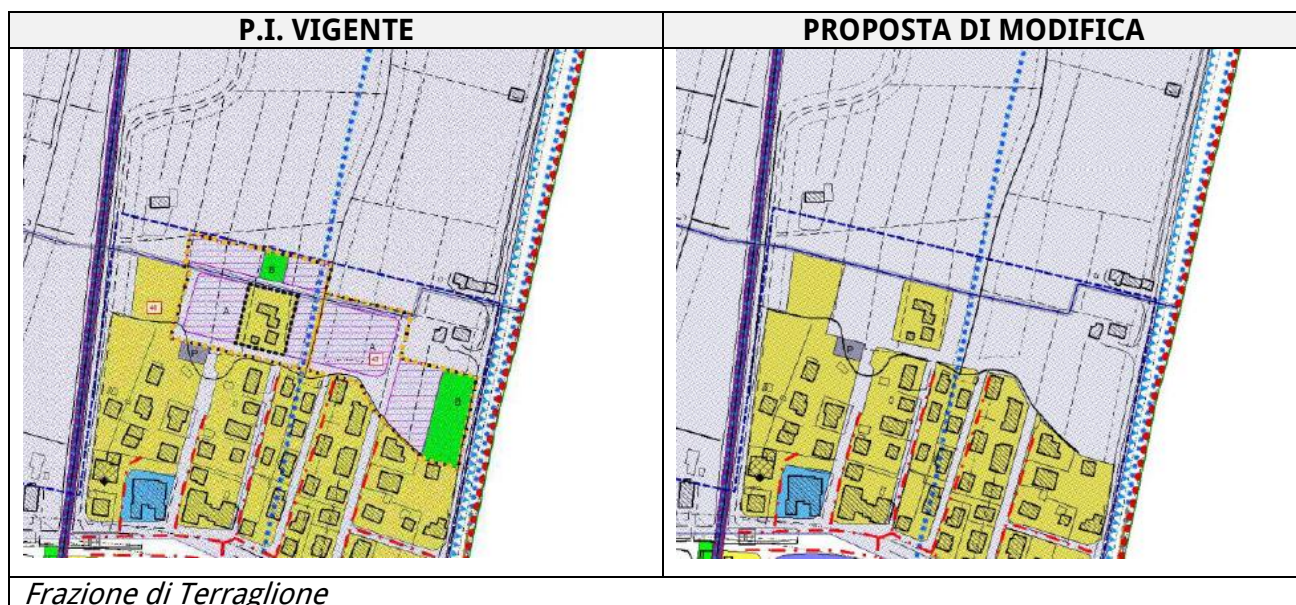 P.I. VIGENTE
PROPOSTA DI MODIFICA
B
A
A
B
P
P
Frazione di Terraglione